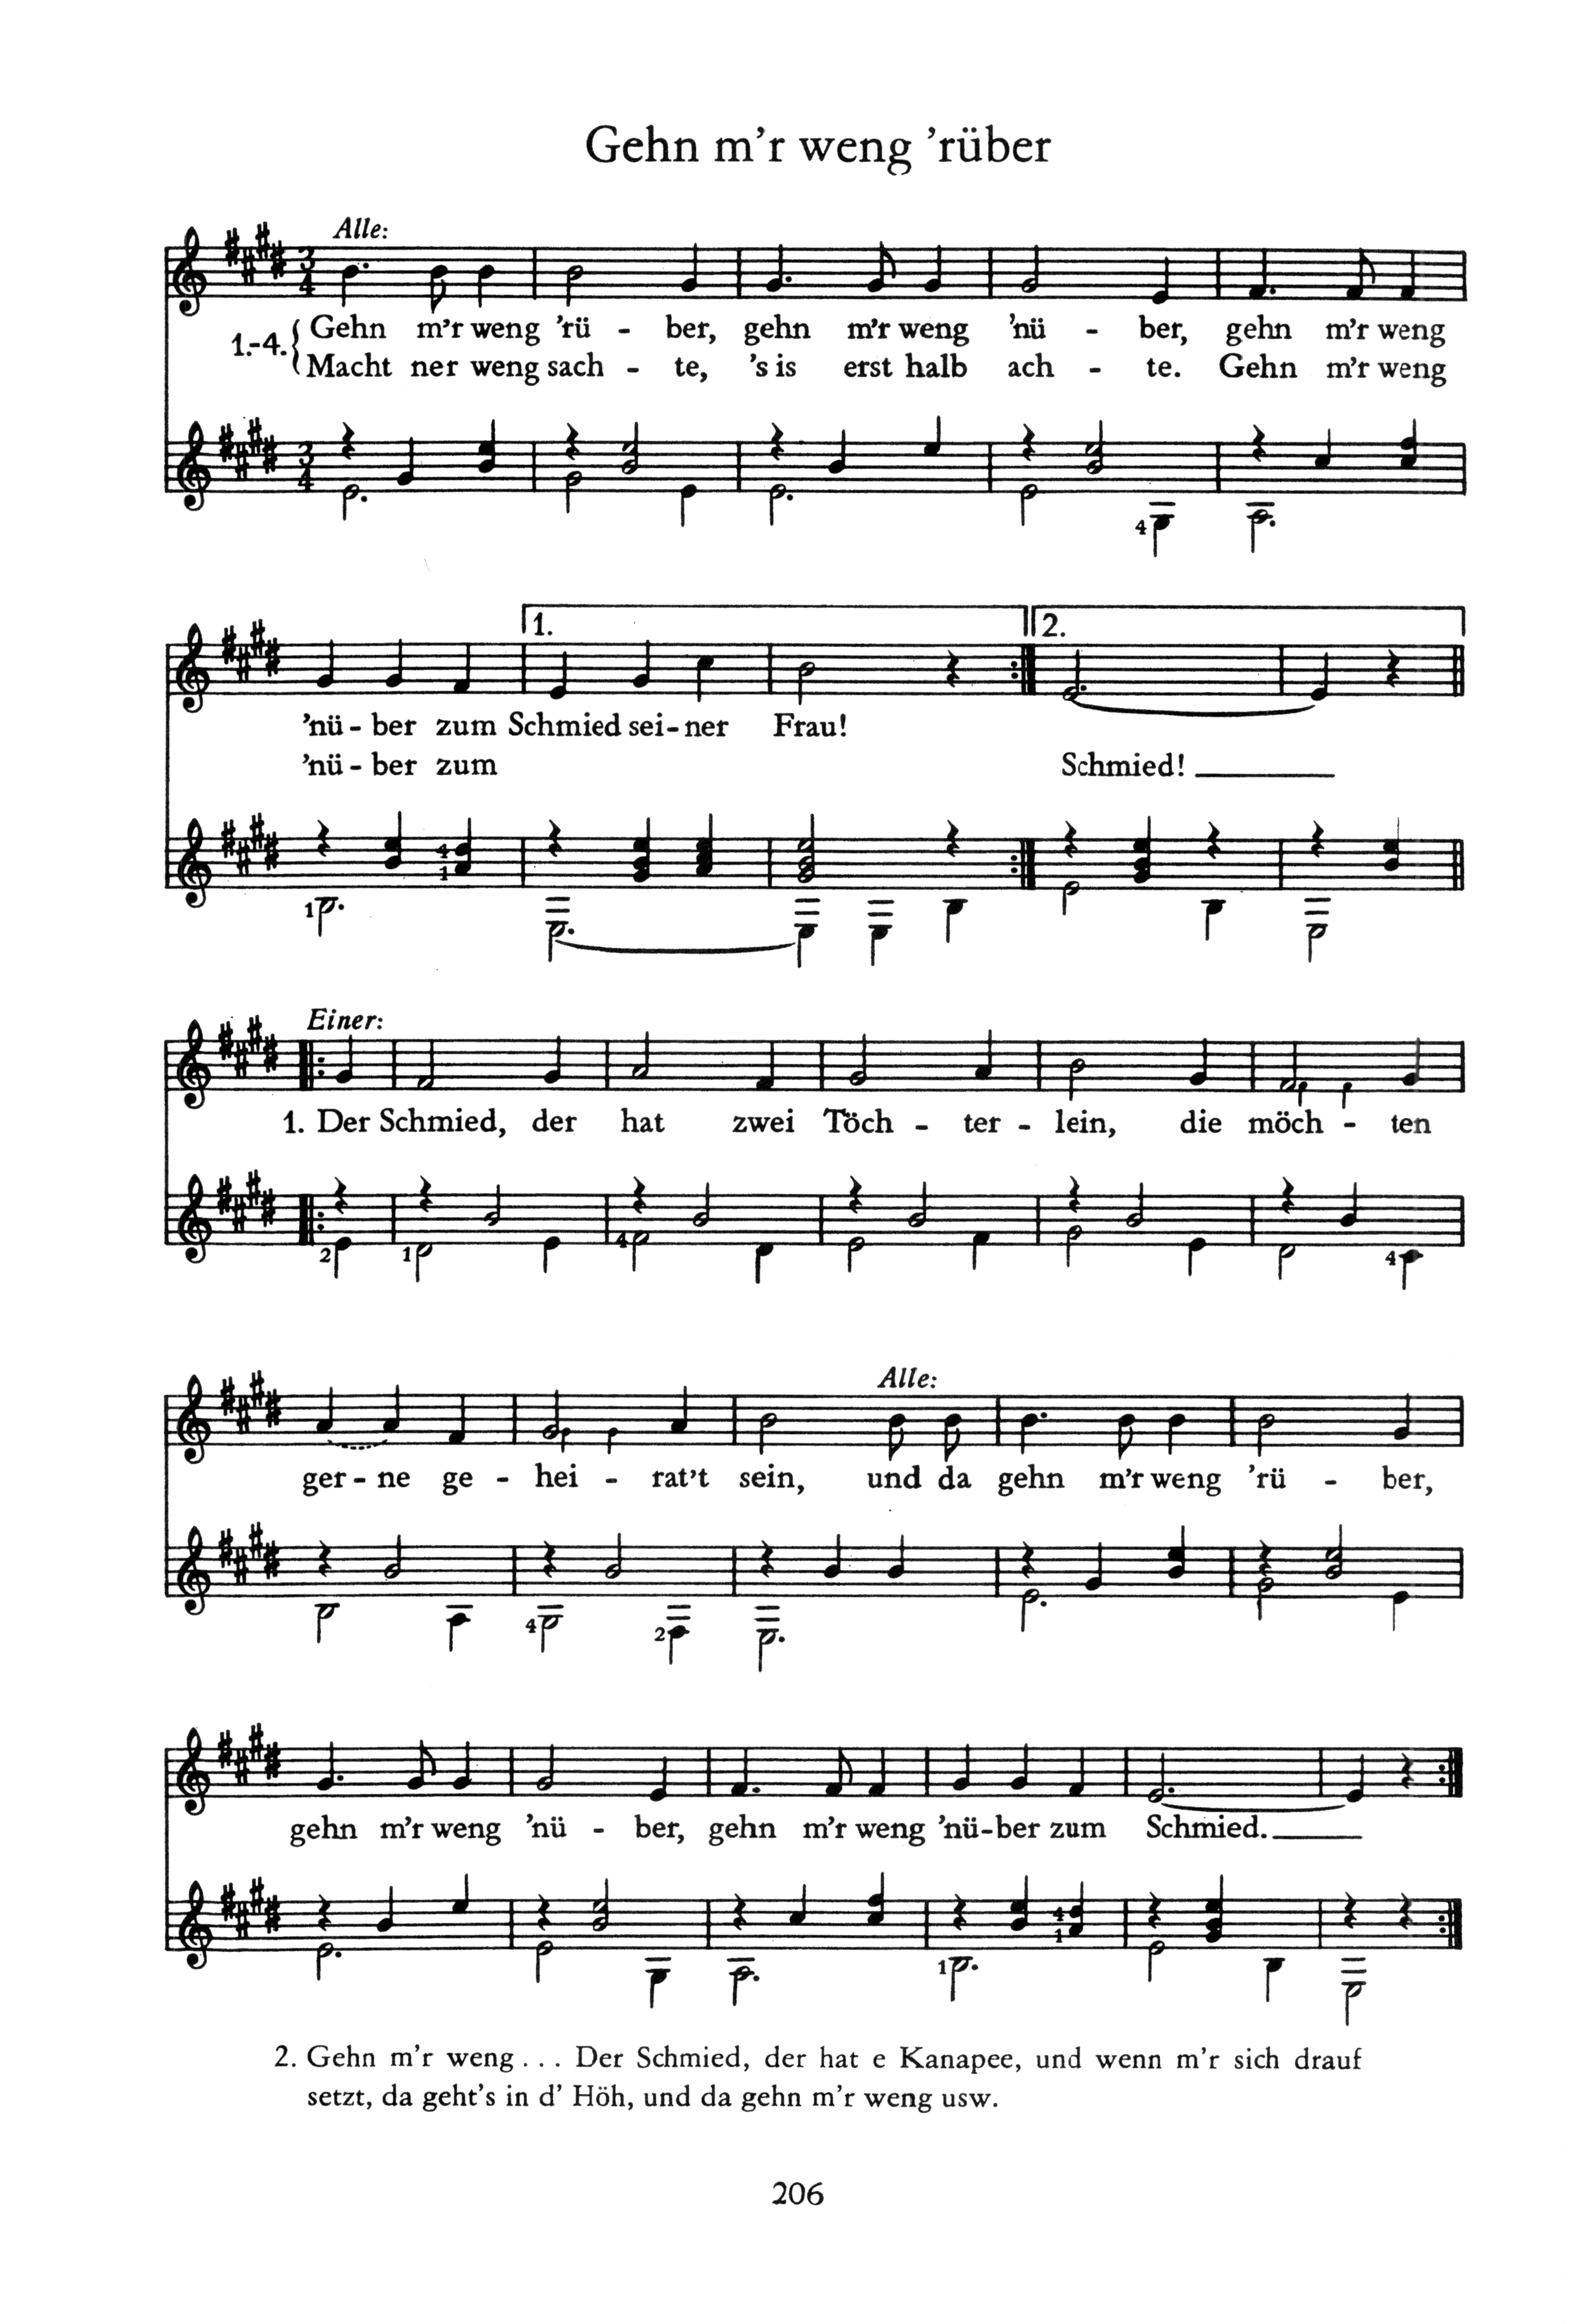 Gehn m’r weng ’rüber
Alle:
1.-4. { Gehn m’r weng ’rü - ber, gehn m’r weng ’nü - ber, gehn m’r weng
Macht ner weng sach - te, ’s is erst halb ach - te. Gehn m’r weng
4
1. 2.
’nü - ber zum Schmied sei - ner Frau!
’nü - ber zum Schmied! ______
4
1
1
Einer:
1. Der Schmied, der hat zwei Töch - ter - lein, die möch - ten
2 1 4 4
Alle:
ger - ne ge - hei - rat’t sein, und da gehn m’r weng ’rü - ber,
4 2
gehn m’r weng ’nü - ber, gehn m’r weng ’nü - ber zum Schmied. ______
4
1
1
2. Gehn m’r weng . . . Der Schmied, der hat e Kanapee, und wenn m’r sich drauf
setzt, da geht’s in d’ Höh, und da gehn m’r weng usw.
206